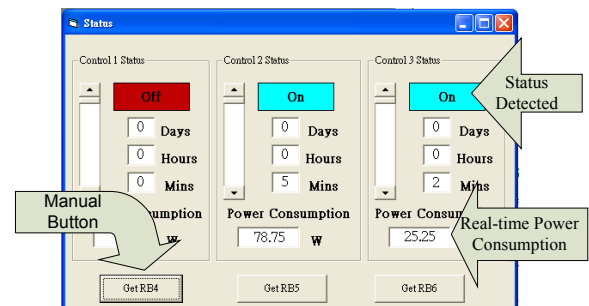 Status
Control 1 Status
Control 2 Status
Control 3 Status
Off
On
On
Status
Detected
0 Days
0 Days
0 Days
0 Hours
0 Hours
0 Hours
0 Mins
5 Mins
2 Mins
Manual
Button
Power Consumption
Power
78.75 W
25.25
Real-time Power
Consumption
W
Get RB4
Get RB5
Get RB6